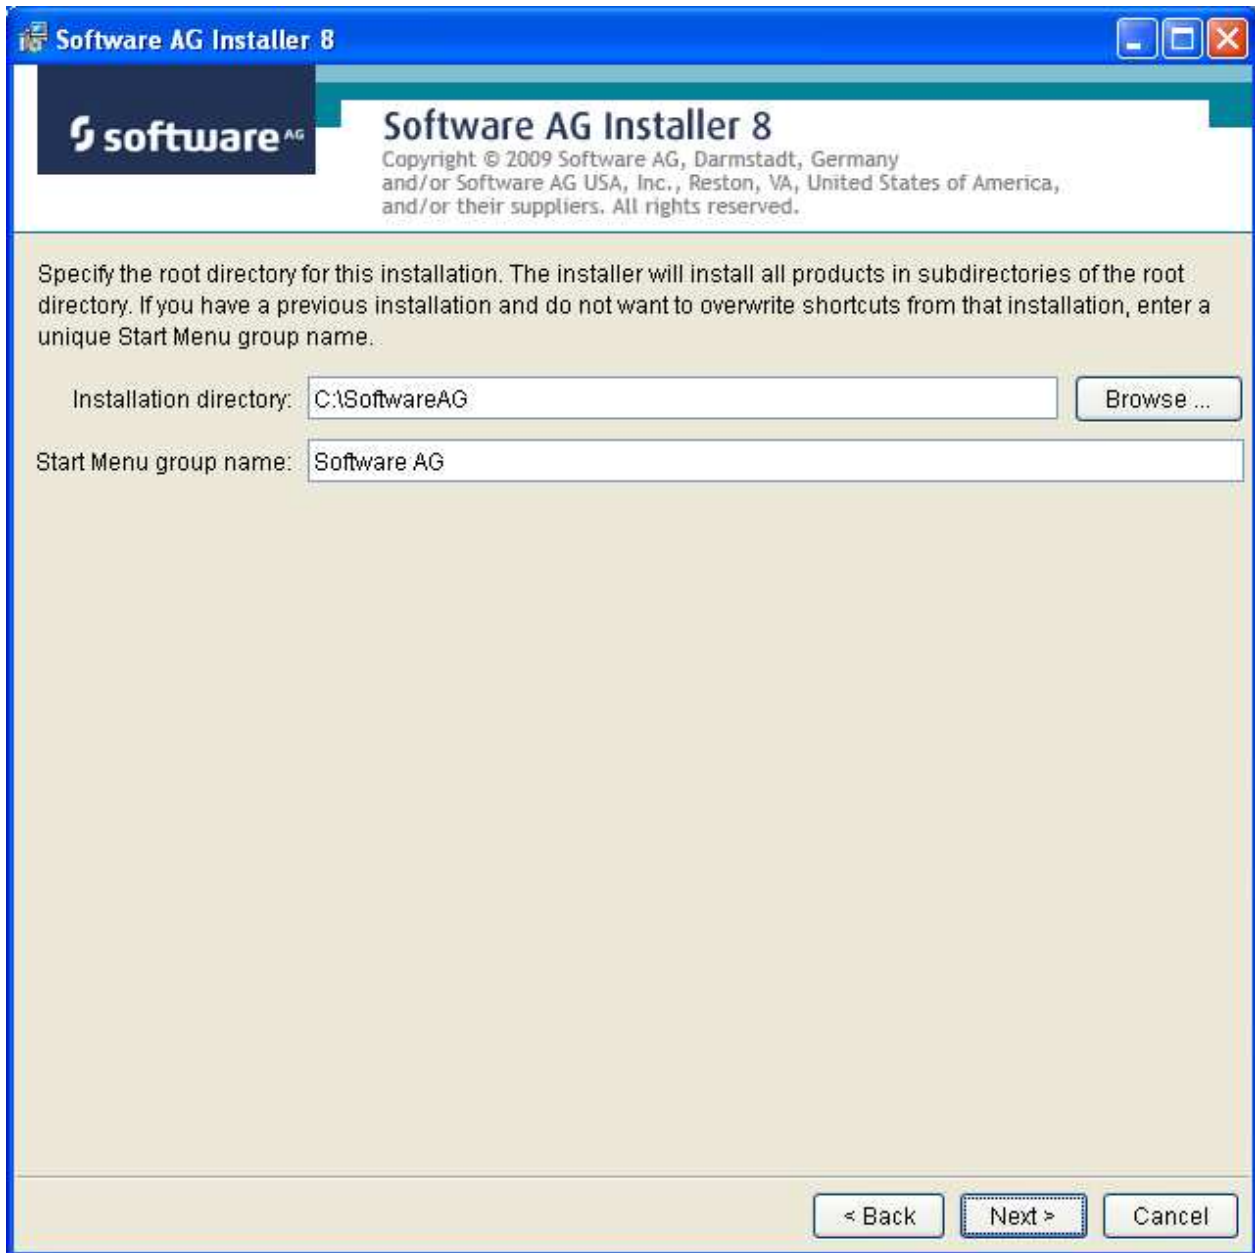 Software AG Installer 8
software AG
Software AG Installer 8
Copyright © 2009 Software AG, Darmstadt, Germany
and/or Software AG USA, Inc., Reston, VA, United States of America,
and/or their suppliers. All rights reserved.
Specify the root directory for this installation. The installer will install all products in subdirectories of the root
directory. If you have a previous installation and do not want to overwrite shortcuts from that installation, enter a
unique Start Menu group name.
Installation directory: C:\SoftwareAG Browse ...
Start Menu group name: Software AG
< Back Next > Cancel